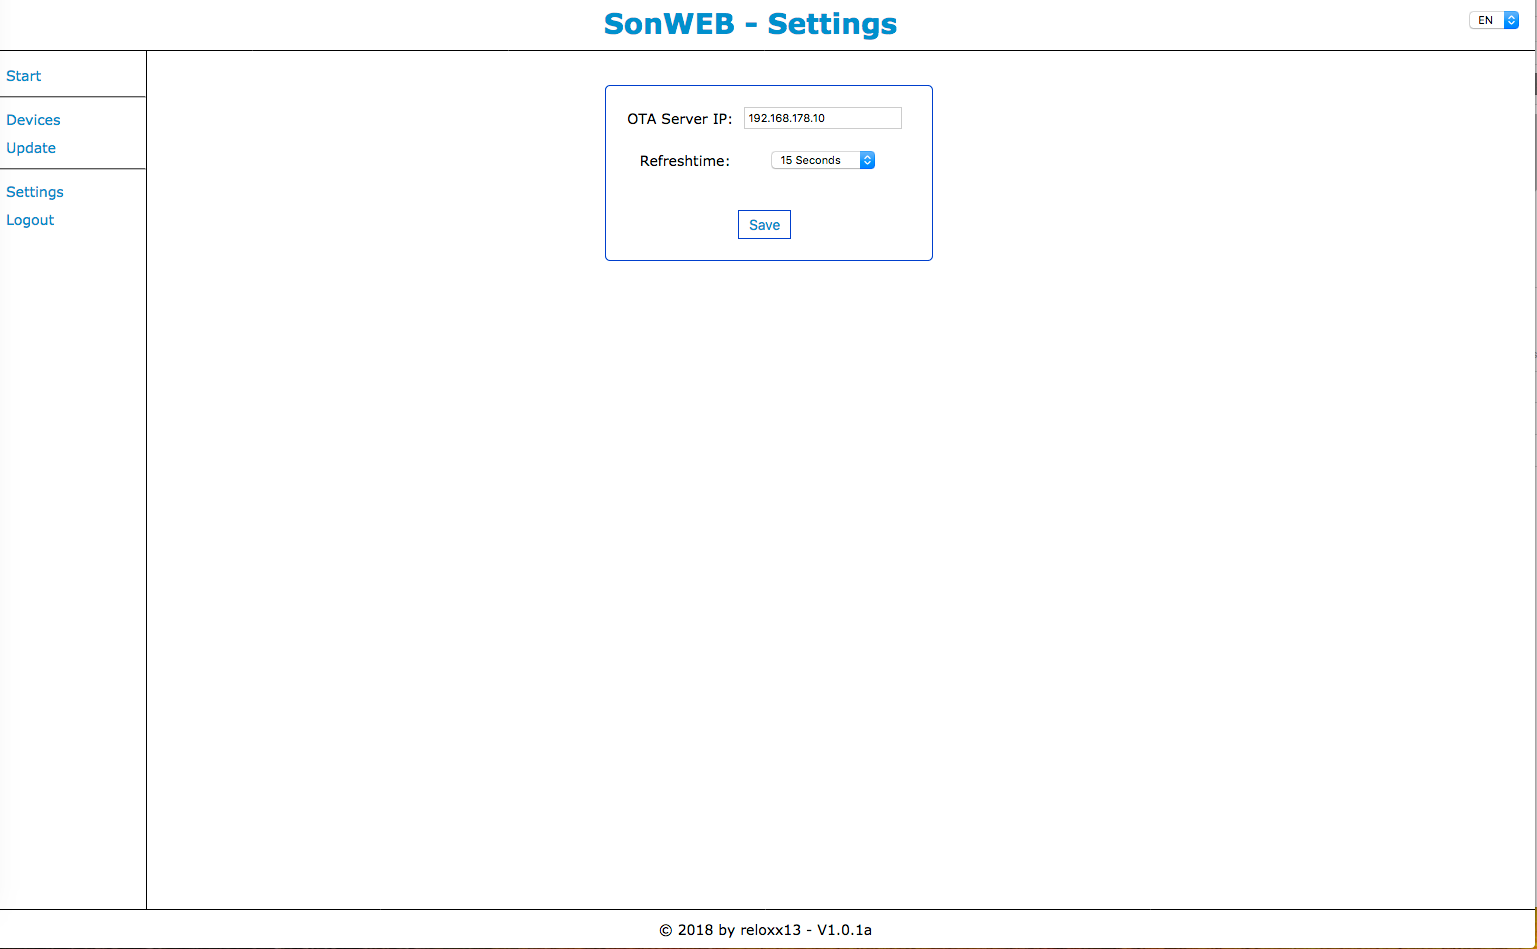 SonWEB - Settings
EN
Start
Devices
Update
Settings
Logout
OTA Server IP: 192.168.178.10
Refreshtime: 15 Seconds
Save
© 2018 by reloxx13 - V1.0.1a